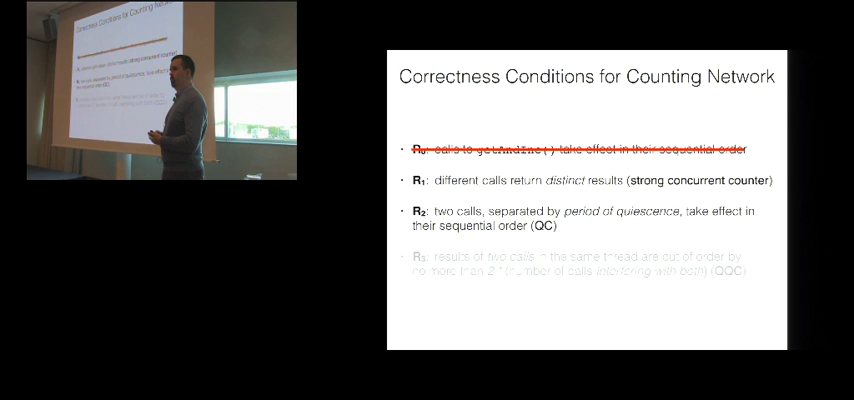 Correctness Conditions for Counting Network
· R₀: calls to getAndInc() take effect in their sequential order
· R₁: different calls return distinct results (strong concurrent counter)
· R₂: two calls, separated by period of quiescence, take effect in
their sequential order (QC)
· R₃: results of two calls in the same thread are out of order by
no more than 2 * (number of calls interfering with both) (QQC)